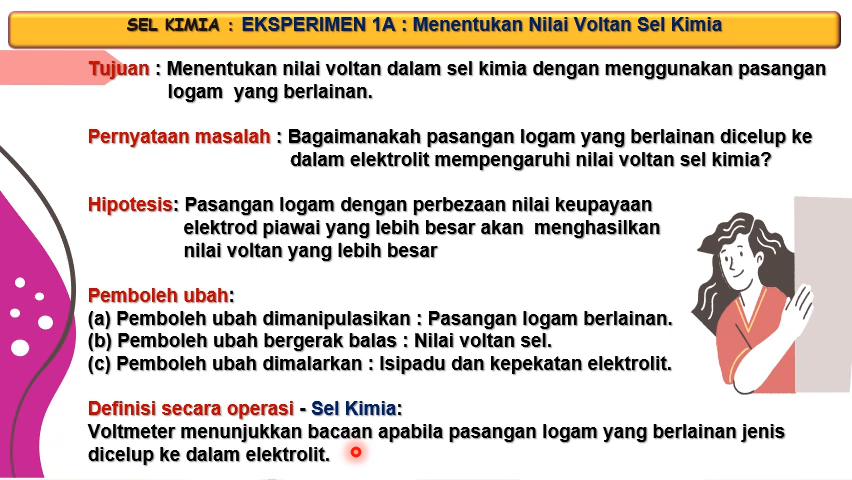 SEL KIMIA : EKSPERIMEN 1A : Menentukan Nilai Voltan Sel Kimia
Tujuan : Menentukan nilai voltan dalam sel kimia dengan menggunakan pasangan
logam yang berlainan.
Pernyataan masalah : Bagaimanakah pasangan logam yang berlainan dicelup ke
dalam elektrolit mempengaruhi nilai voltan sel kimia?
Hipotesis: Pasangan logam dengan perbezaan nilai keupayaan
elektrod piawai yang lebih besar akan menghasilkan
nilai voltan yang lebih besar
Pemboleh ubah:
(a) Pemboleh ubah dimanipulasikan : Pasangan logam berlainan.
(b) Pemboleh ubah bergerak balas : Nilai voltan sel.
(c) Pemboleh ubah dimalarkan : Isipadu dan kepekatan elektrolit.
Definisi secara operasi - Sel Kimia:
Voltmeter menunjukkan bacaan apabila pasangan logam yang berlainan jenis
dicelup ke dalam elektrolit.